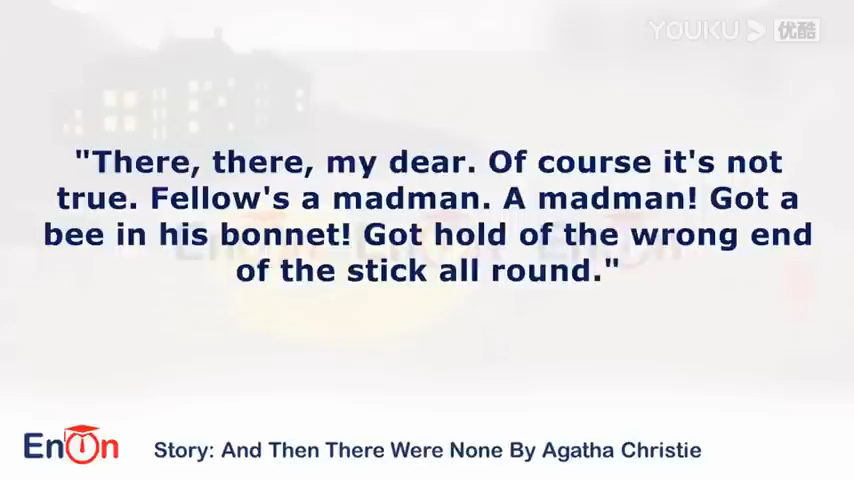 YOUKU 优酷
"There, there, my dear. Of course it's not
true. Fellow's a madman. A madman! Got a
bee in his bonnet! Got hold of the wrong end
of the stick all round."
EnOn
Story: And Then There Were None By Agatha Christie